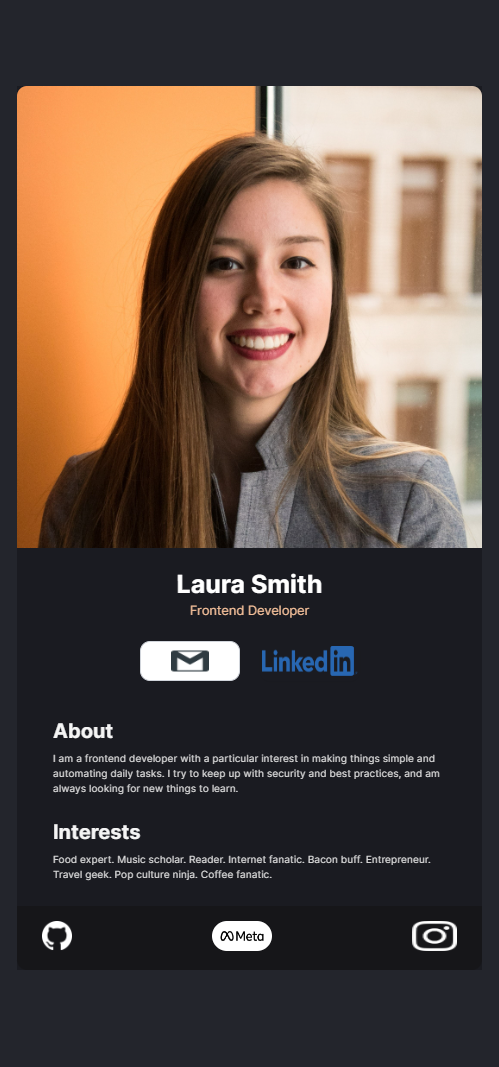 Laura Smith
Frontend Developer
Linked in
About
I am a frontend developer with a particular interest in making things simple and
automating daily tasks. I try to keep up with security and best practices, and am
always looking for new things to learn.
Interests
Food expert. Music scholar. Reader. Internet fanatic. Bacon buff. Entrepreneur.
Travel geek. Pop culture ninja. Coffee fanatic.
Meta